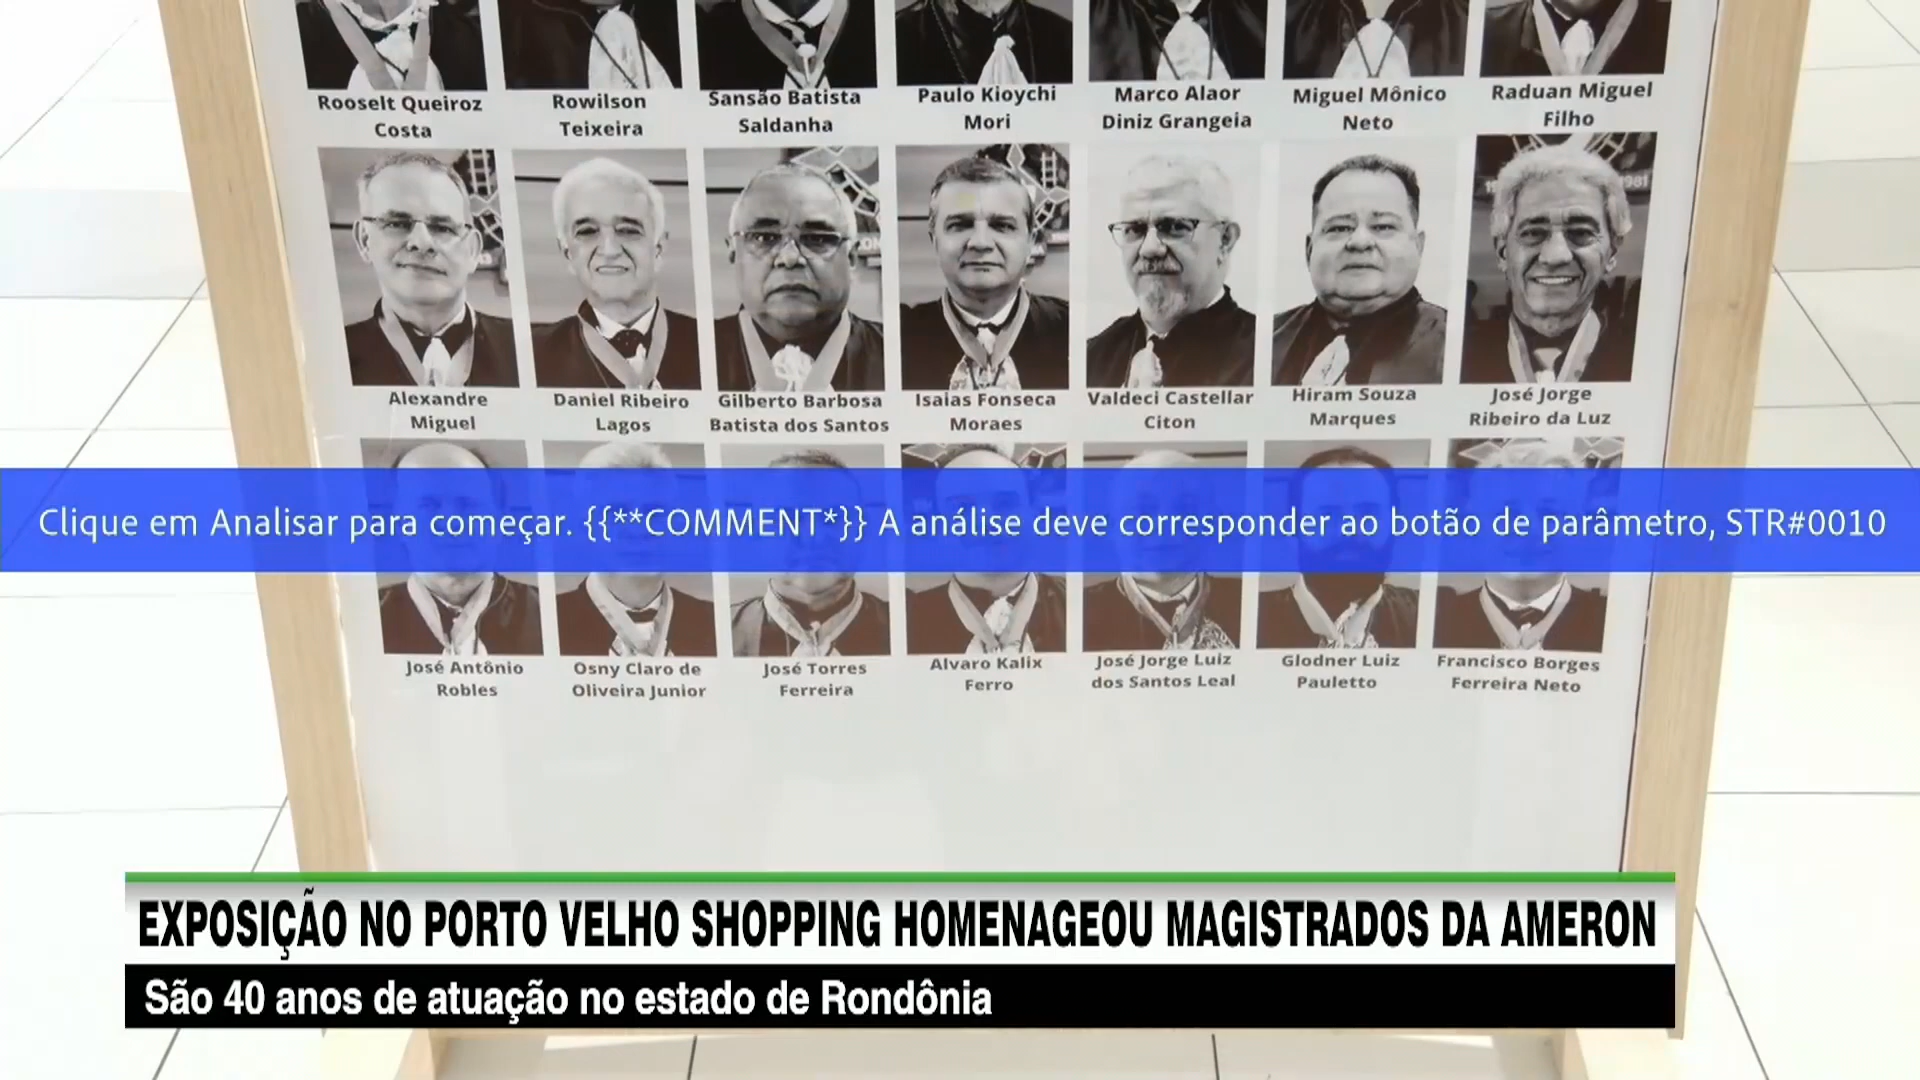 Rooselt Queiroz
Costa
Rowilson
Teixeira
Sansão Batista
Saldanha
Paulo Kioychi
Mori
Marco Alaor
Diniz Grangeia
Miguel Mônico
Neto
Raduan Miguel
Filho
1981
Alexandre
Miguel
Daniel Ribeiro
Lagos
Gilberto Barbosa
Batista dos Santos
Isaias Fonseca
Moraes
Valdeci Castellar
Citon
Hiram Souza
Marques
José Jorge
Ribeiro da Luz
Clique em Analisar para começar. {{**COMMENT*}} A análise deve corresponder ao botão de parâmetro, STR#0010
José Antônio
Robles
Osny Claro de
Oliveira Junior
José Torres
Ferreira
Alvaro Kalix
Ferro
José Jorge Luiz
dos Santos Leal
Glodner Luiz
Pauletto
Francisco Borges
Ferreira Neto
EXPOSIÇÃO NO PORTO VELHO SHOPPING HOMENAGEOU MAGISTRADOS DA AMERON
São 40 anos de atuação no estado de Rondônia